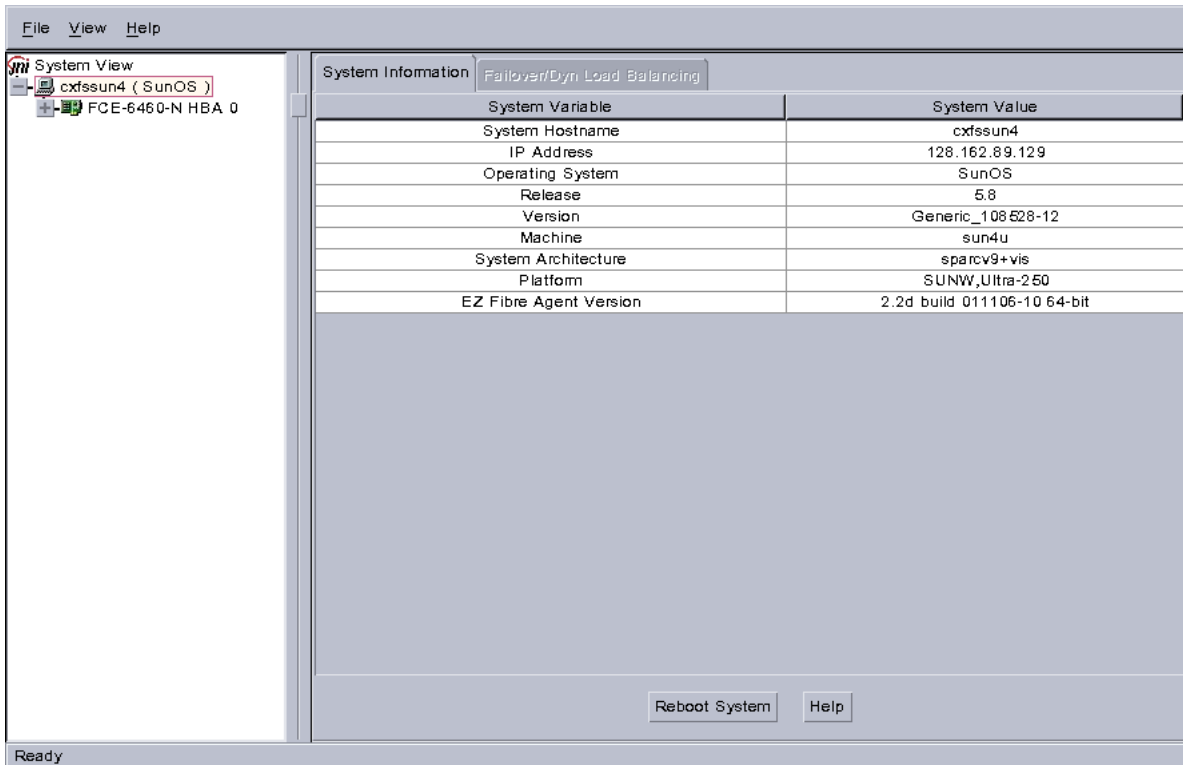 File View Help
jni System View
cxfssun4 ( SunOS )
FCE-6460-N HBA 0
System Information Failover/Dyn Load Balancing
System Variable System Value
System Hostname cxfssun4
IP Address 128.162.89.129
Operating System SunOS
Release 5.8
Version Generic_108528-12
Machine sun4u
System Architecture sparcv9+vis
Platform SUNW,Ultra-250
EZ Fibre Agent Version 2.2d build 011106-10 64-bit
Reboot System Help
Ready